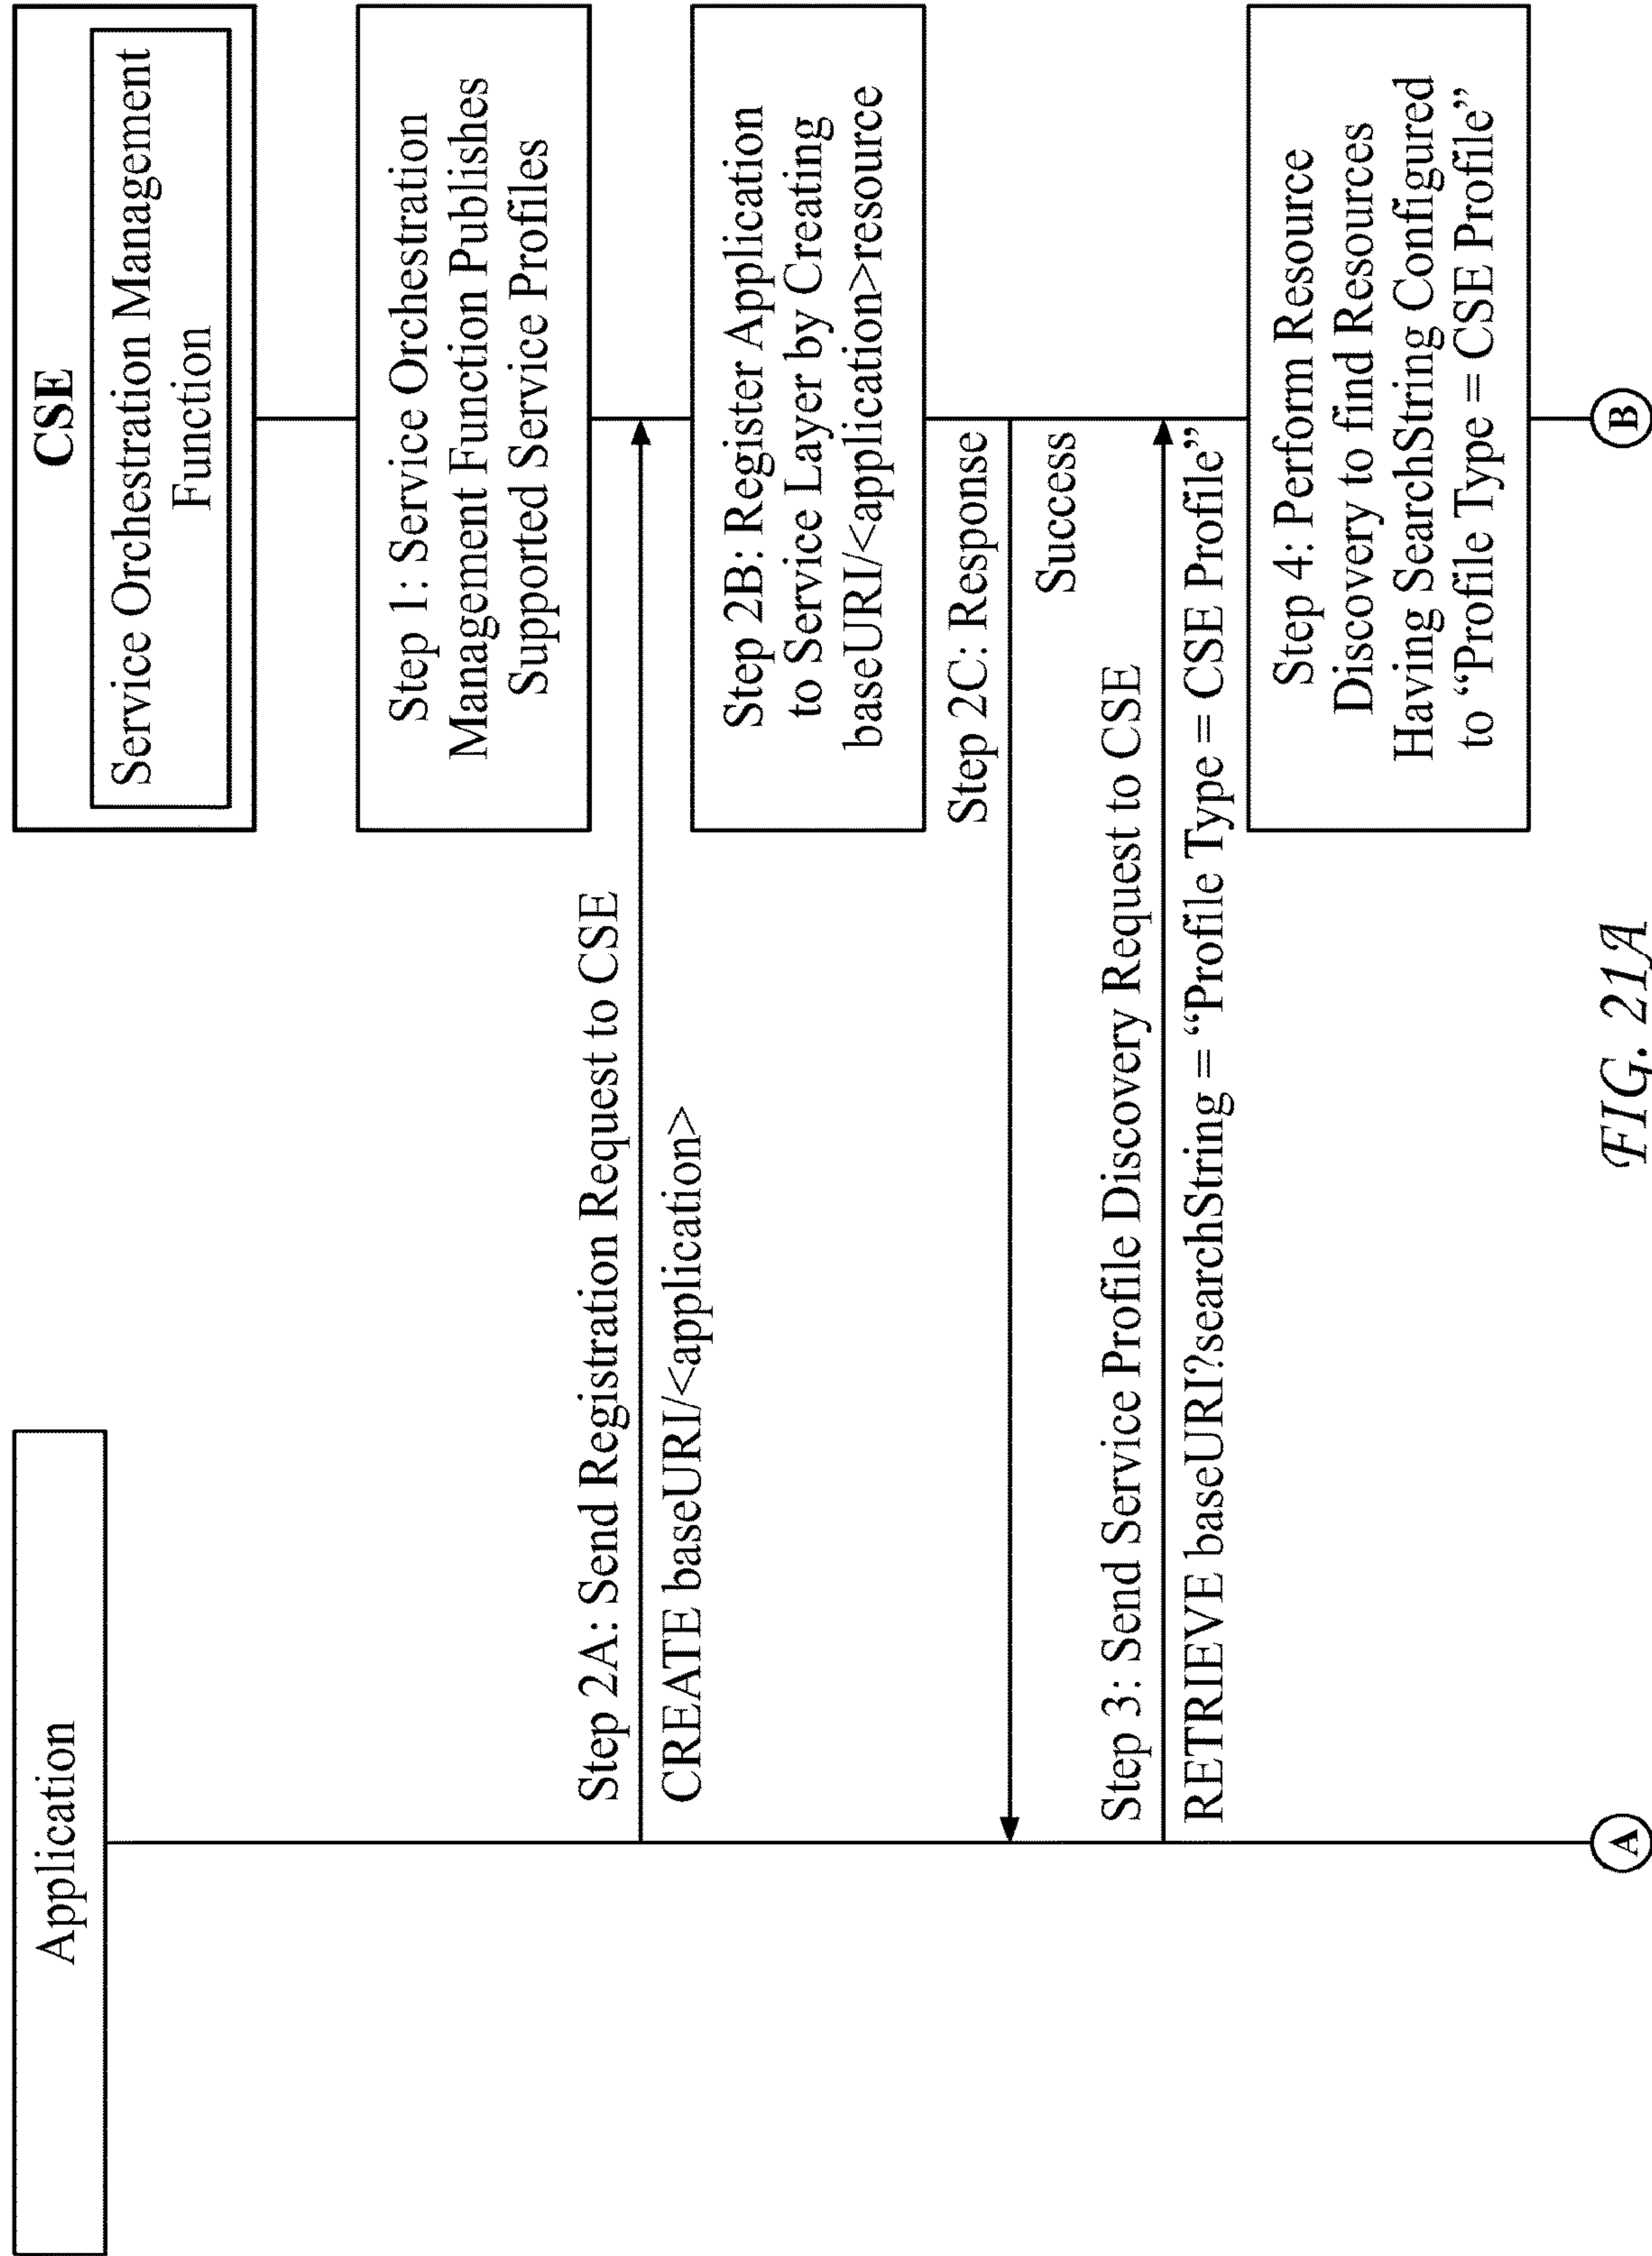 Application
CSE
Service Orchestration Management
Function
Step 1: Service Orchestration
Management Function Publishes
Supported Service Profiles
Step 2A: Send Registration Request to CSE
CREATE baseURI/<application>
Step 2B: Register Application
to Service Layer by Creating
baseURI/<application>resource
Step 2C: Response
Success
Step 3: Send Service Profile Discovery Request to CSE
RETRIEVE baseURI?searchString = “Profile Type = CSE Profile”
Step 4: Perform Resource
Discovery to find Resources
Having SearchString Configured
to “Profile Type = CSE Profile”
A
B
FIG. 21A